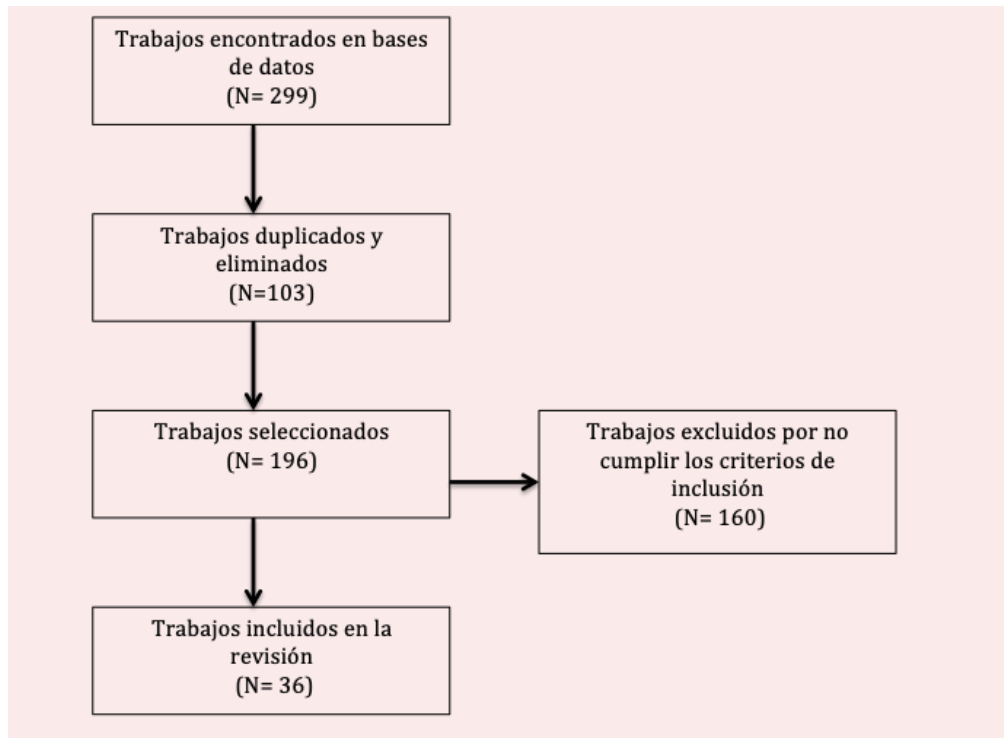 Trabajos encontrados en bases
de datos
(N= 299)
Trabajos duplicados y
eliminados
(N=103)
Trabajos seleccionados
(N= 196)
Trabajos excluidos por no
cumplir los criterios de
inclusión
(N= 160)
Trabajos incluidos en la
revisión
(N= 36)